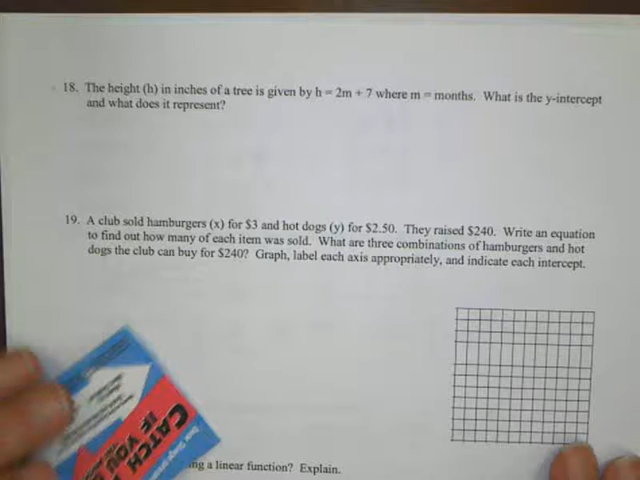 18. The height (h) in inches of a tree is given by h = 2m + 7 where m = months. What is the y-intercept
and what does it represent?
19. A club sold hamburgers (x) for $3 and hot dogs (y) for $2.50. They raised $240. Write an equation
to find out how many of each item was sold. What are three combinations of hamburgers and hot
dogs the club can buy for $240? Graph, label each axis appropriately, and indicate each intercept.
CATCH
IF YOU
ng a linear function? Explain.